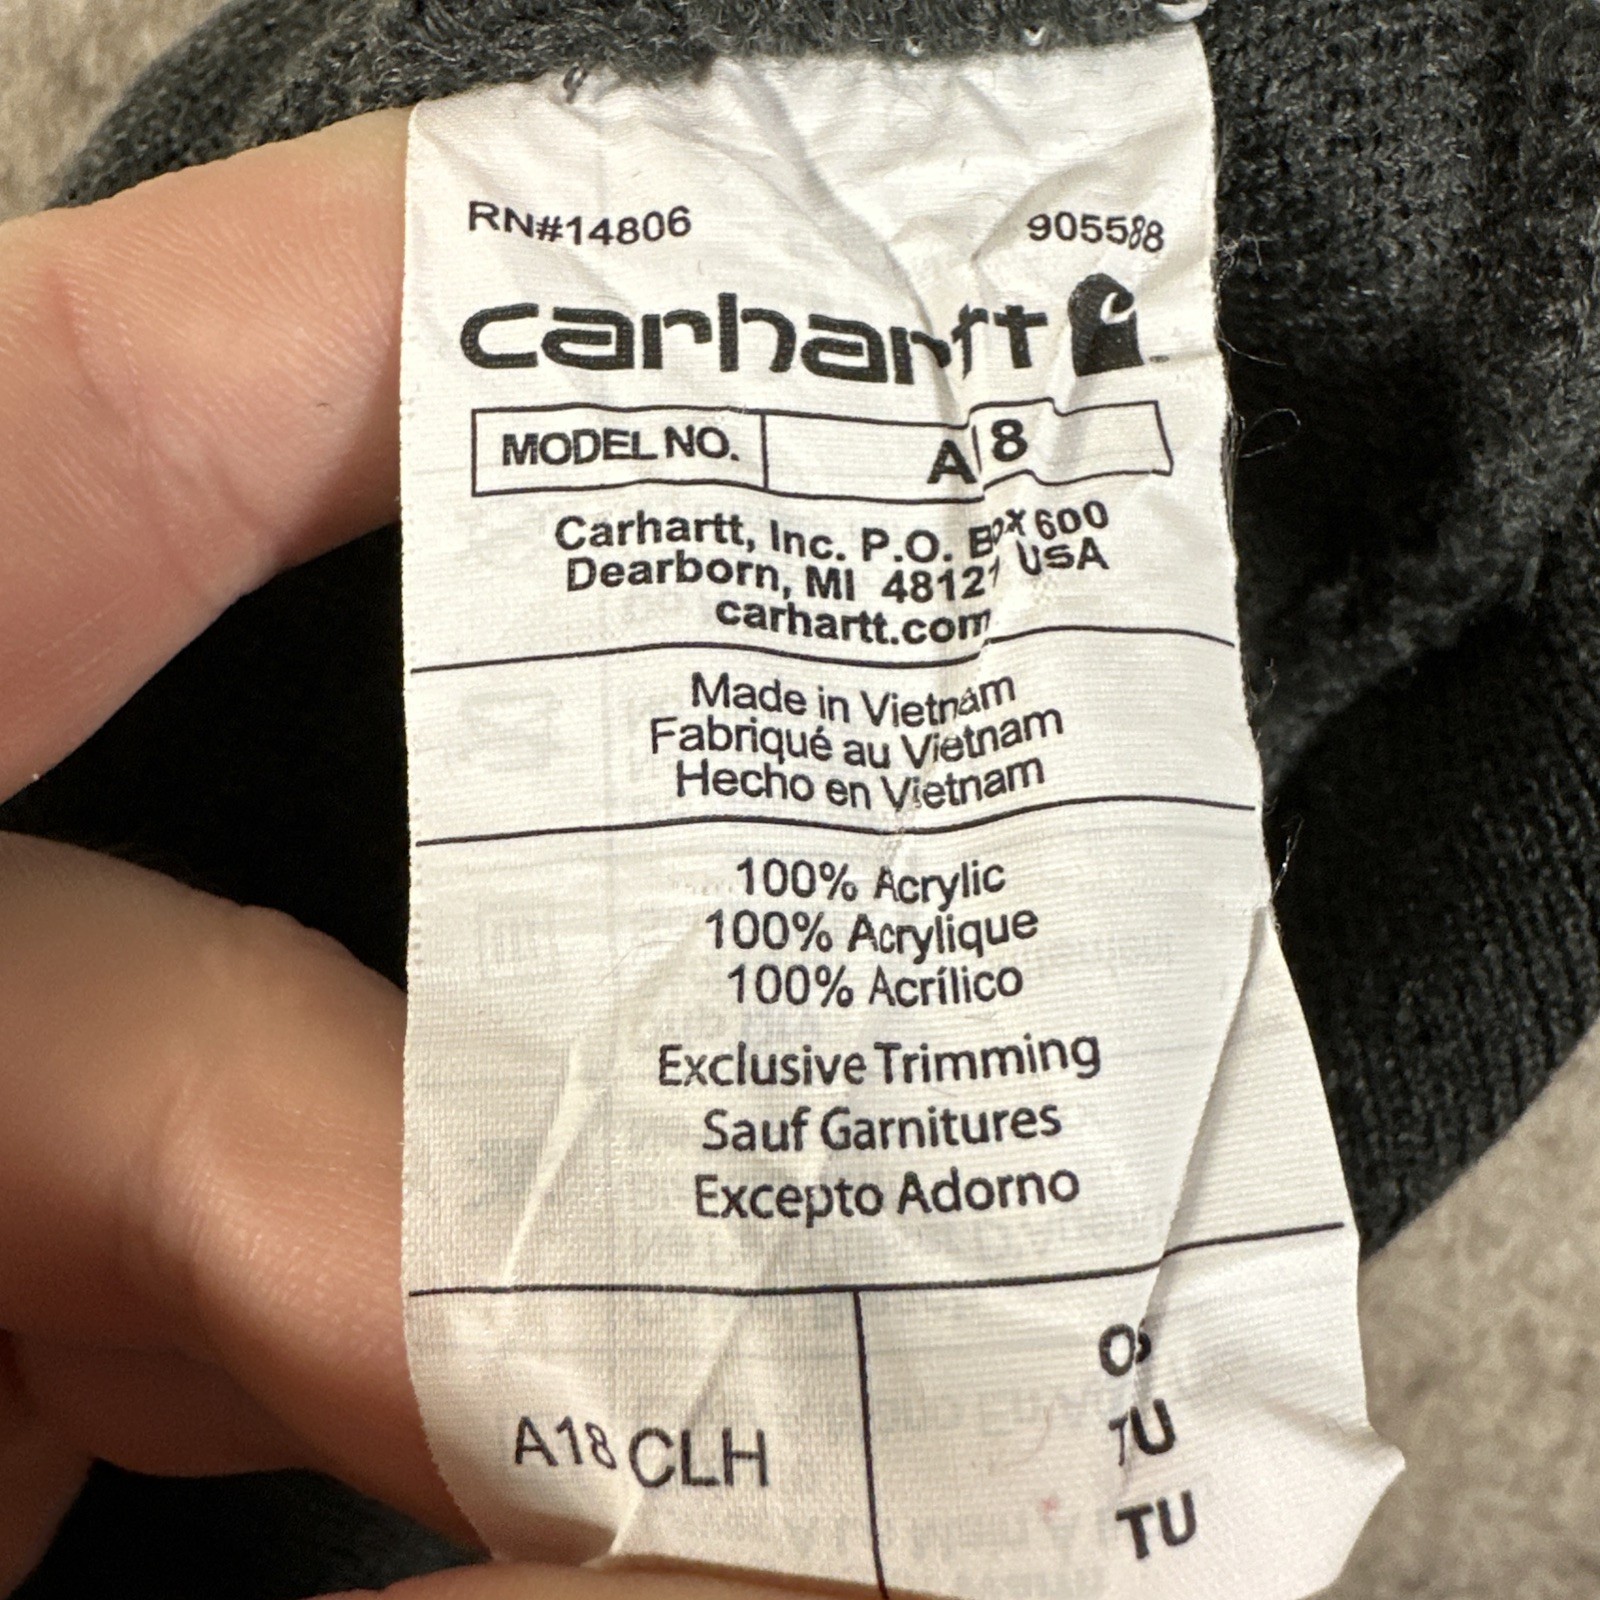 RN#14806 905588
carhartt
MODEL NO. A18
Carhartt, Inc. P.O. Box 600
Dearborn, MI 48121 USA
carhartt.com
Made in Vietnam
Fabriqué au Vietnam
Hecho en Vietnam
100% Acrylic
100% Acrylique
100% Acrílico
Exclusive Trimming
Sauf Garnitures
Excepto Adorno
A18 CLH
TU
TU